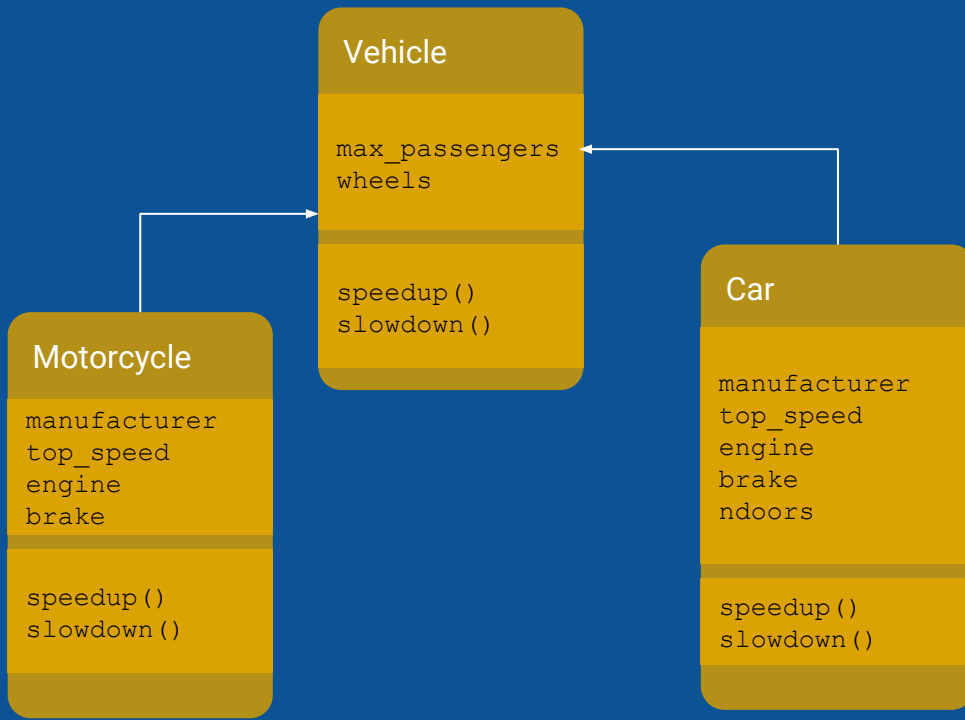 Vehicle
max_passengers
wheels
speedup()
slowdown()
Motorcycle
manufacturer
top_speed
engine
brake
speedup()
slowdown()
Car
manufacturer
top_speed
engine
brake
ndoors
speedup()
slowdown()